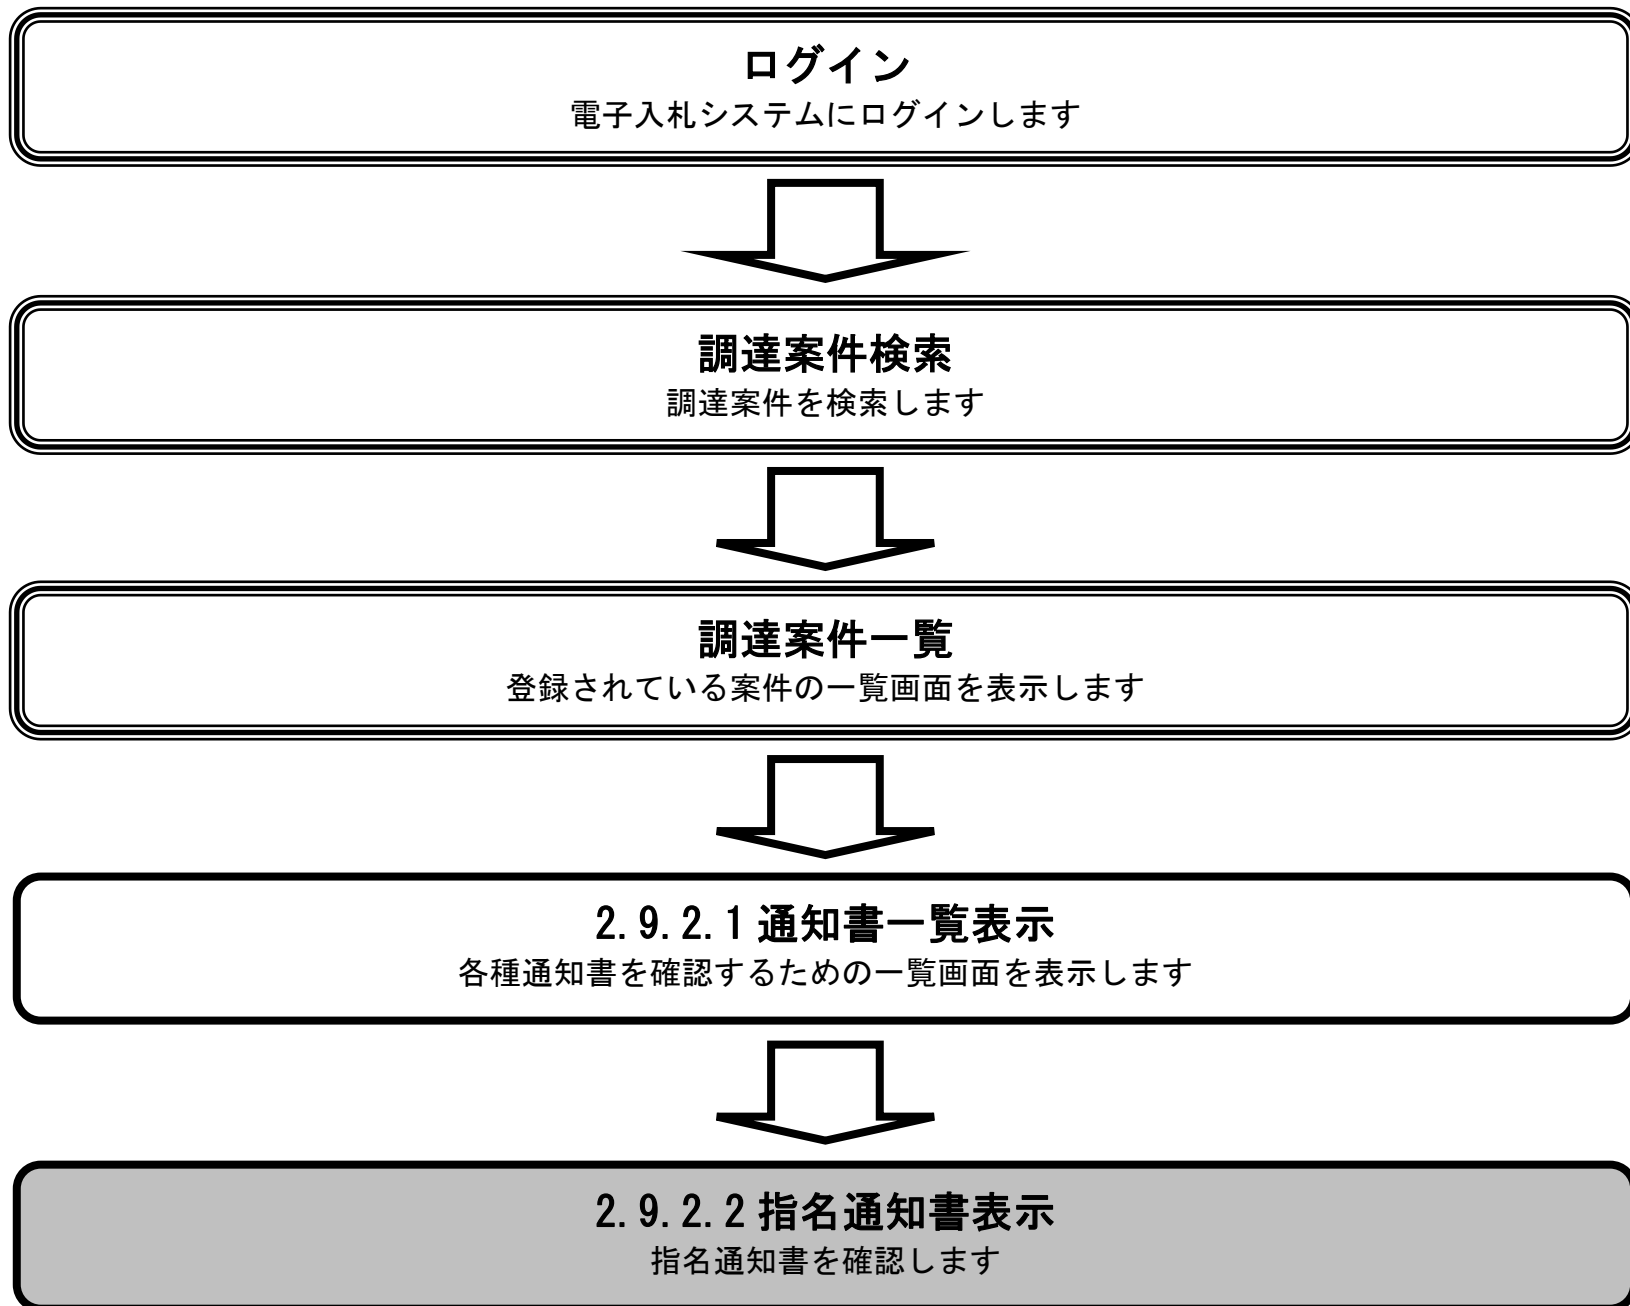 ログイン
電子入札システムにログインします
調達案件検索
調達案件を検索します
調達案件一覧
登録されている案件の一覧画面を表示します
2.9.2.1 通知書一覧表示
各種通知書を確認するための一覧画面を表示します
2.9.2.2 指名通知書表示
指名通知書を確認します